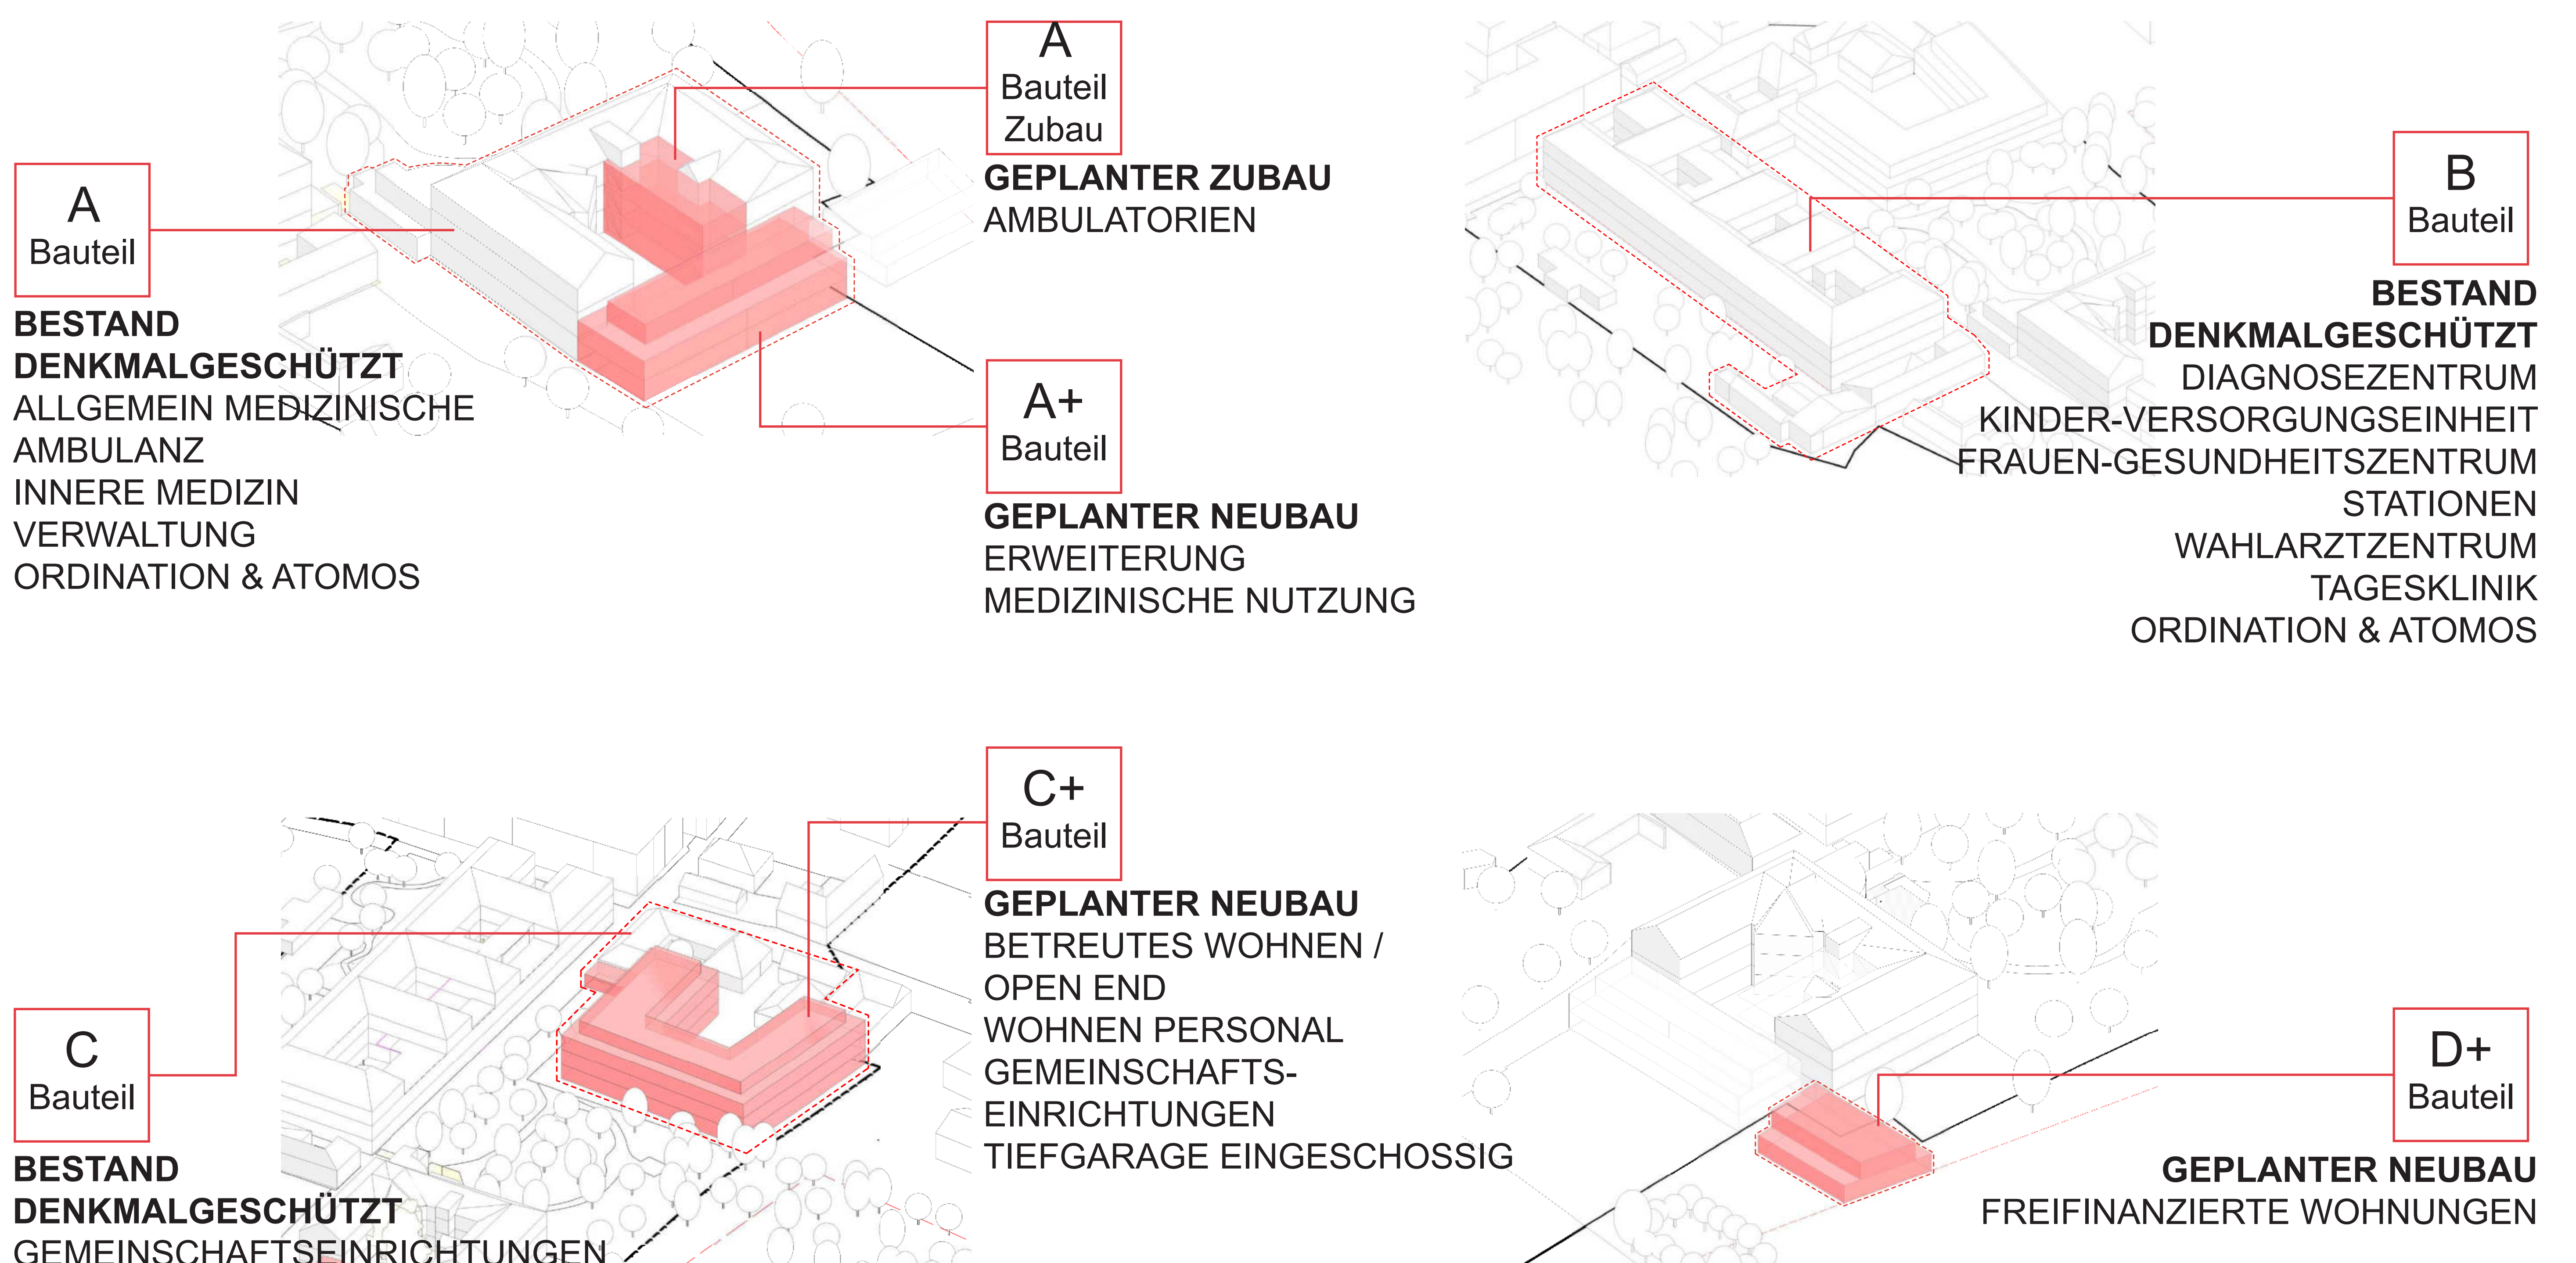 A
Bauteil
BESTAND
DENKMALGESCHÜTZT
ALLGEMEIN MEDIZINISCHE
AMBULANZ
INNERE MEDIZIN
VERWALTUNG
ORDINATION & ATOMOS
A
Bauteil
Zubau
GEPLANTER ZUBAU
AMBULATORIEN
A+
Bauteil
GEPLANTER NEUBAU
ERWEITERUNG
MEDIZINISCHE NUTZUNG
B
Bauteil
BESTAND
DENKMALGESCHÜTZT
DIAGNOSEZENTRUM
KINDER-VERSORGUNGSEINHEIT
FRAUEN-GESUNDHEITSZENTRUM
STATIONEN
WAHLARZTZENTRUM
TAGESKLINIK
ORDINATION & ATOMOS
C
Bauteil
BESTAND
DENKMALGESCHÜTZT
GEMEINSCHAFTSEINRICHTUNGEN
C+
Bauteil
GEPLANTER NEUBAU
BETREUTES WOHNEN /
OPEN END
WOHNEN PERSONAL
GEMEINSCHAFTS-
EINRICHTUNGEN
TIEFGARAGE EINGESCHOSSIG
D+
Bauteil
GEPLANTER NEUBAU
FREIFINANZIERTE WOHNUNGEN